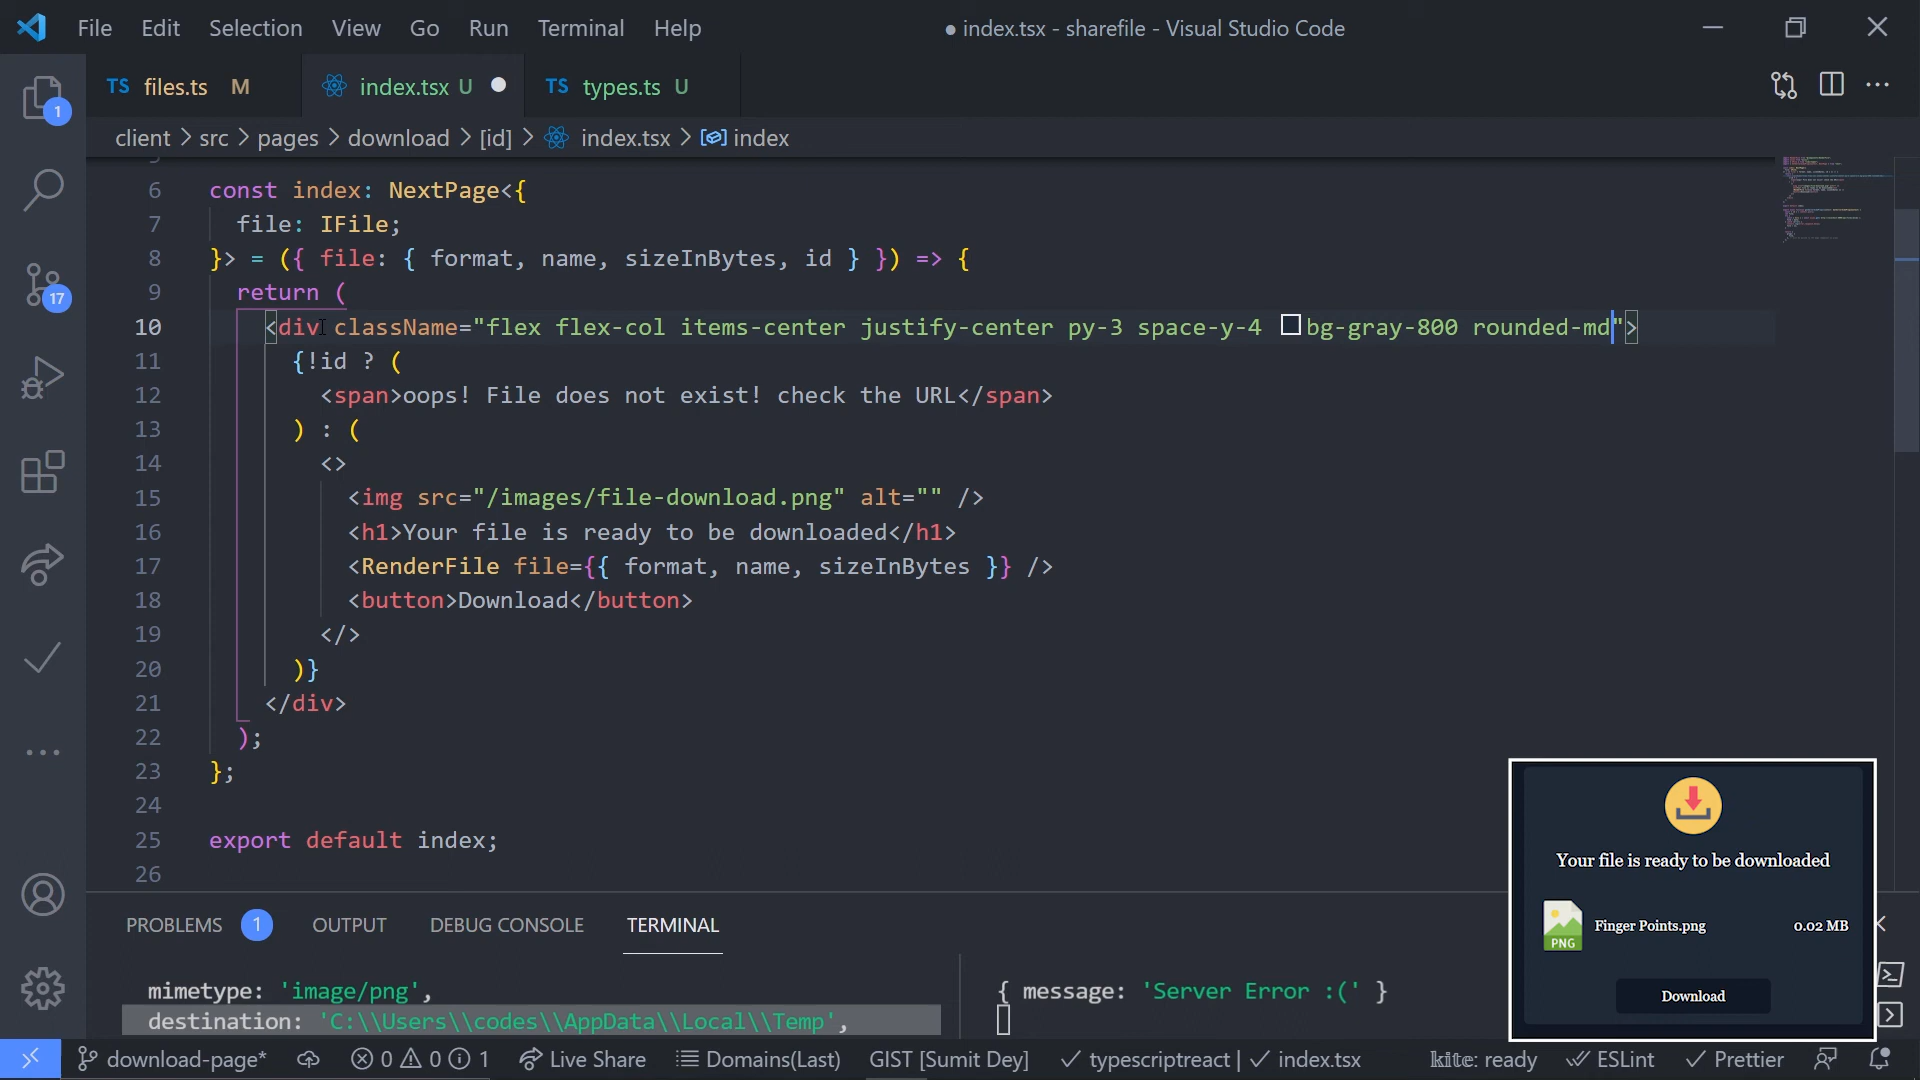 File Edit Selection View Go Run Terminal Help
● index.tsx - sharefile - Visual Studio Code
TS files.ts M
index.tsx U
TS types.ts U
client > src > pages > download > [id] > index.tsx > index
1
17
6 const index: NextPage<{
7 file: IFile;
8 }> = ({ file: { format, name, sizeInBytes, id } }) => {
9 return (
10 <div className="flex flex-col items-center justify-center py-3 space-y-4 bg-gray-800 rounded-md">
11 {!id ? (
12 <span>oops! File does not exist! check the URL</span>
13 ) : (
14 <>
15 <img src="/images/file-download.png" alt="" />
16 <h1>Your file is ready to be downloaded</h1>
17 <RenderFile file={{ format, name, sizeInBytes }} />
18 <button>Download</button>
19 </>
20 )}
21 </div>
22 );
23 };
24
25 export default index;
26
PROBLEMS 1 OUTPUT DEBUG CONSOLE TERMINAL
mimetype: 'image/png',
destination: 'C:\\Users\\codes\\AppData\\Local\\Temp',
{ message: 'Server Error :(' }
Your file is ready to be downloaded
PNG
Finger Points.png 0.02 MB
Download
download-page* 0 0 1 Live Share Domains(Last) GIST [Sumit Dey] typescriptreact | index.tsx kite: ready ESLint Prettier